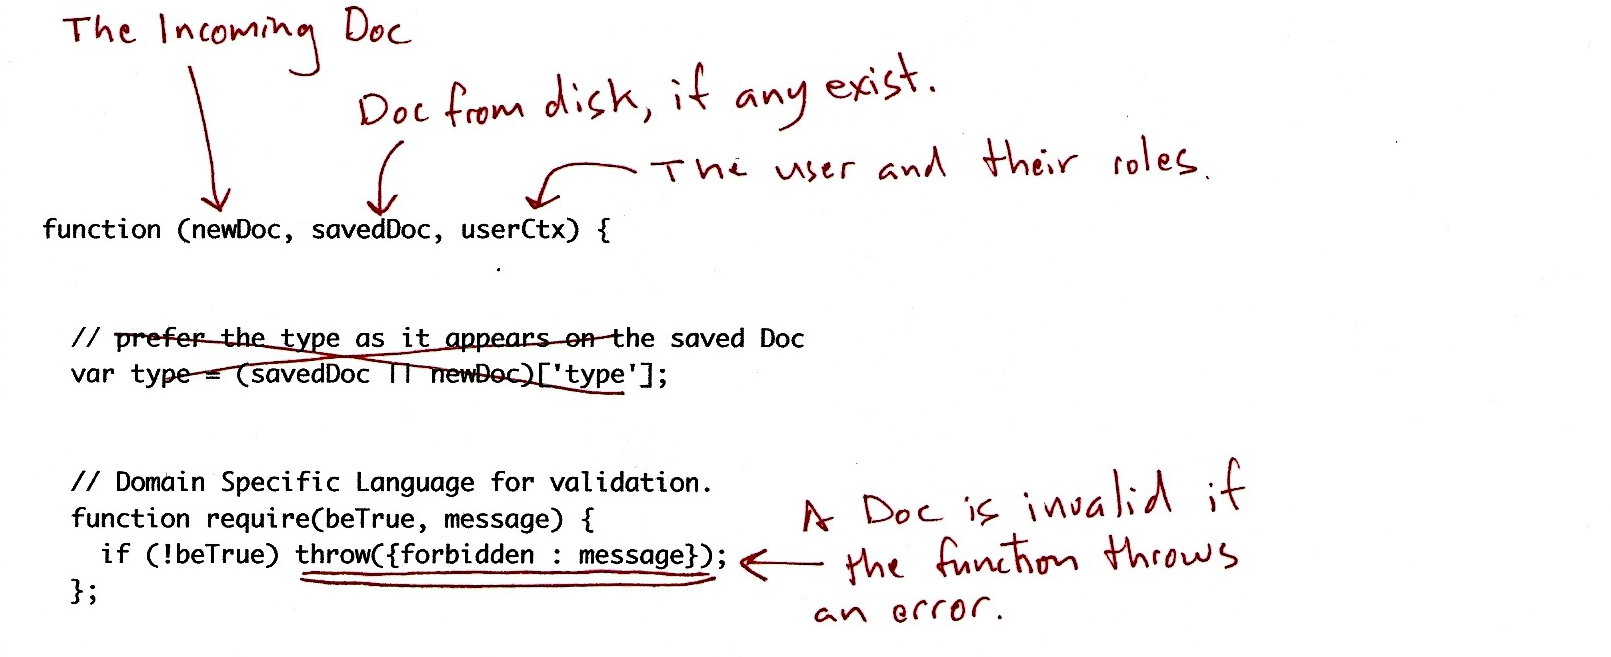 The Incoming Doc
Doc from disk, if any exist.
The user and their roles.
function (newDoc, savedDoc, userCtx) {
// prefer the type as it appears on the saved Doc
var type = (savedDoc || newDoc)['type'];
// Domain Specific Language for validation.
function require(beTrue, message) {
if (!beTrue) throw({forbidden : message});
};
A Doc is invalid if
the function throws
an error.